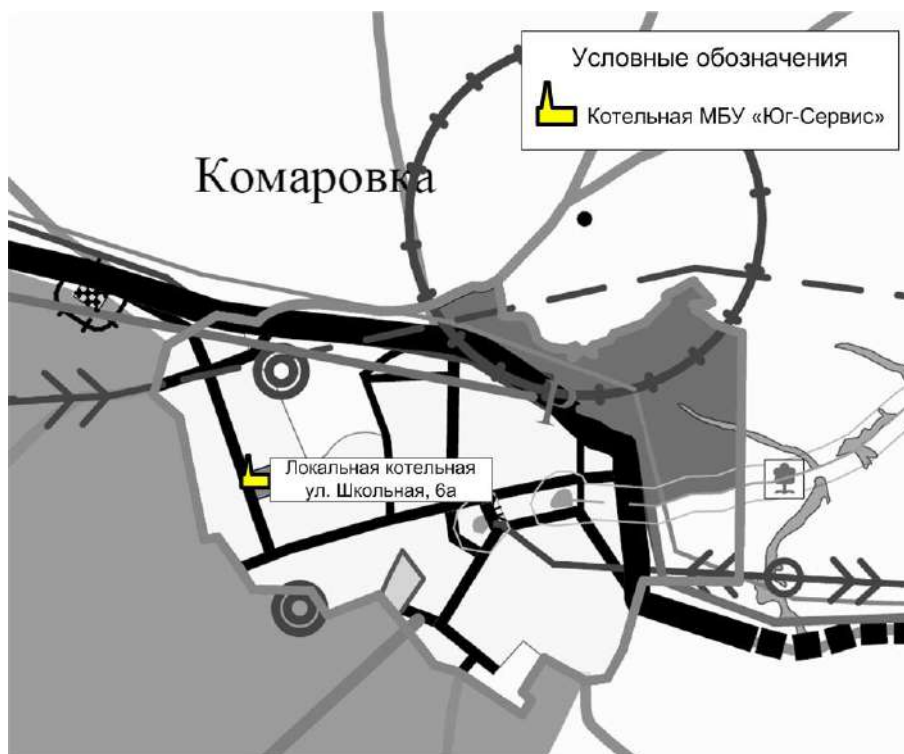 Условные обозначения
Котельная МБУ «Юг-Сервис»
Комаровка
Локальная котельная
ул. Школьная, 6а